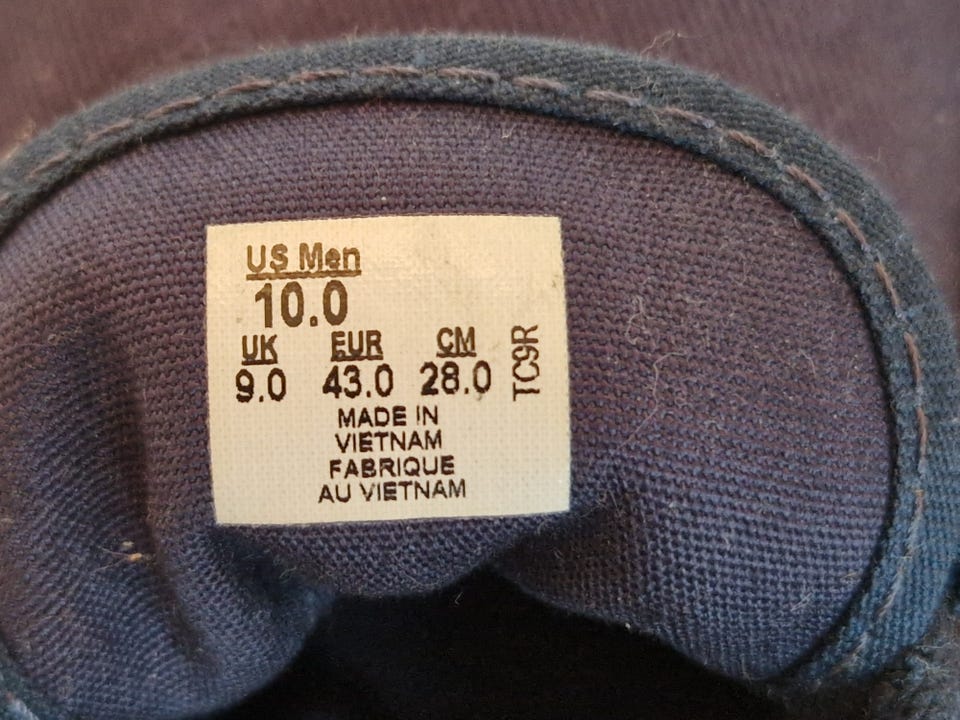 US Men
10.0
UK EUR CM
9.0 43.0 28.0
TC9R
MADE IN
VIETNAM
FABRIQUE
AU VIETNAM